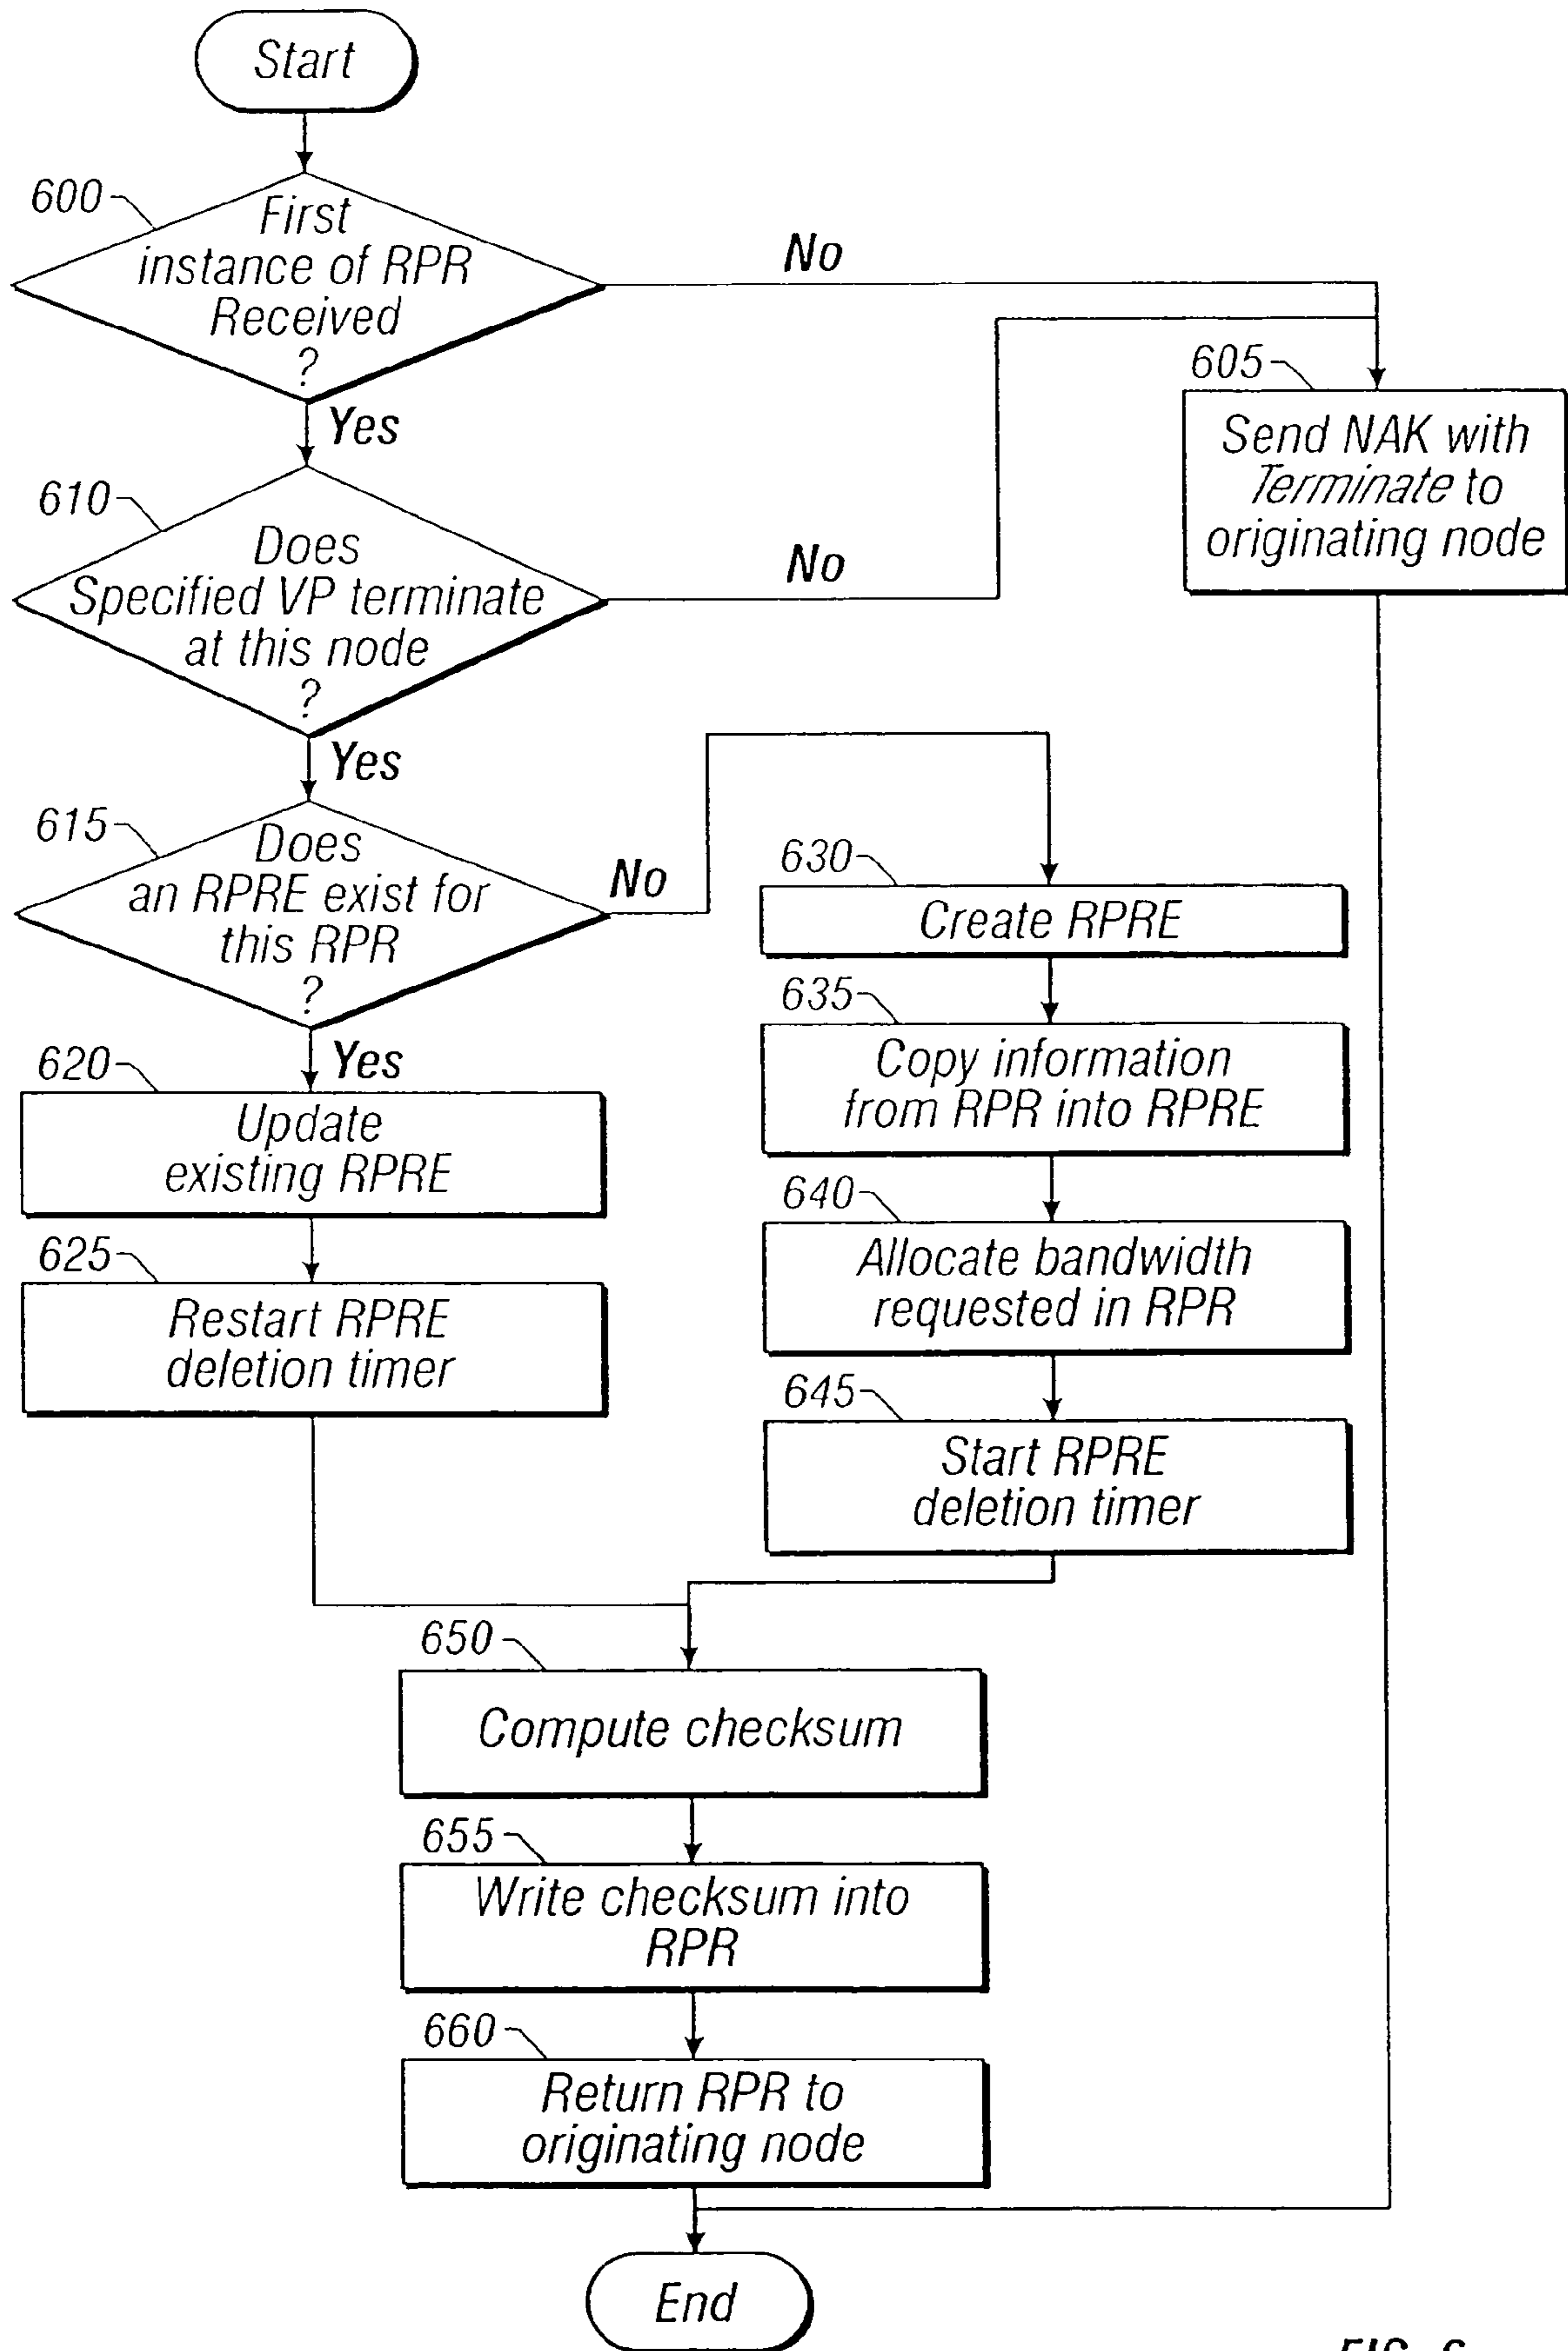 Start
600
First
instance of RPR
Received
?
No
Yes
605
Send NAK with
Terminate to
originating node
610
Does
Specified VP terminate
at this node
?
No
Yes
615
Does
an RPRE exist for
this RPR
?
No
Yes
630
Create RPRE
635
Copy information
from RPR into RPRE
620
Update
existing RPRE
640
Allocate bandwidth
requested in RPR
625
Restart RPRE
deletion timer
645
Start RPRE
deletion timer
650
Compute checksum
655
Write checksum into
RPR
660
Return RPR to
originating node
End